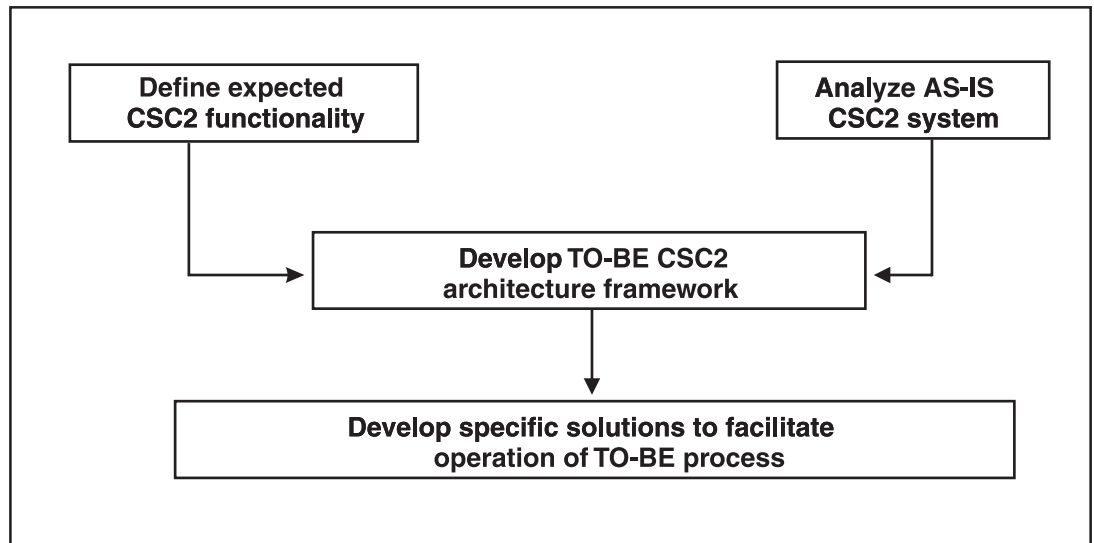 Define expected
CSC2 functionality
Analyze AS-IS
CSC2 system
Develop TO-BE CSC2
architecture framework
Develop specific solutions to facilitate
operation of TO-BE process